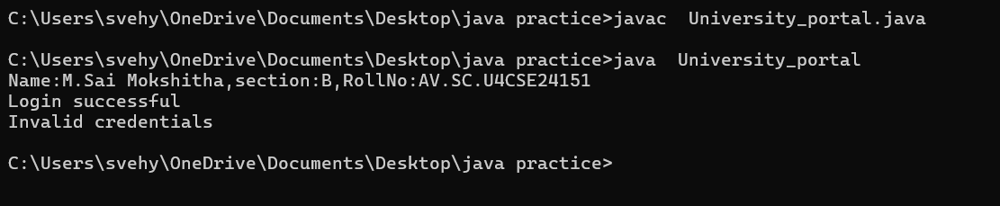 C:\Users\svehy\OneDrive\Documents\Desktop\java practice>javac  University_portal.java
C:\Users\svehy\OneDrive\Documents\Desktop\java practice>java  University_portal
Name:M.Sai Mokshitha,section:B,RollNo:AV.SC.U4CSE24151
Login successful
Invalid credentials
C:\Users\svehy\OneDrive\Documents\Desktop\java practice>